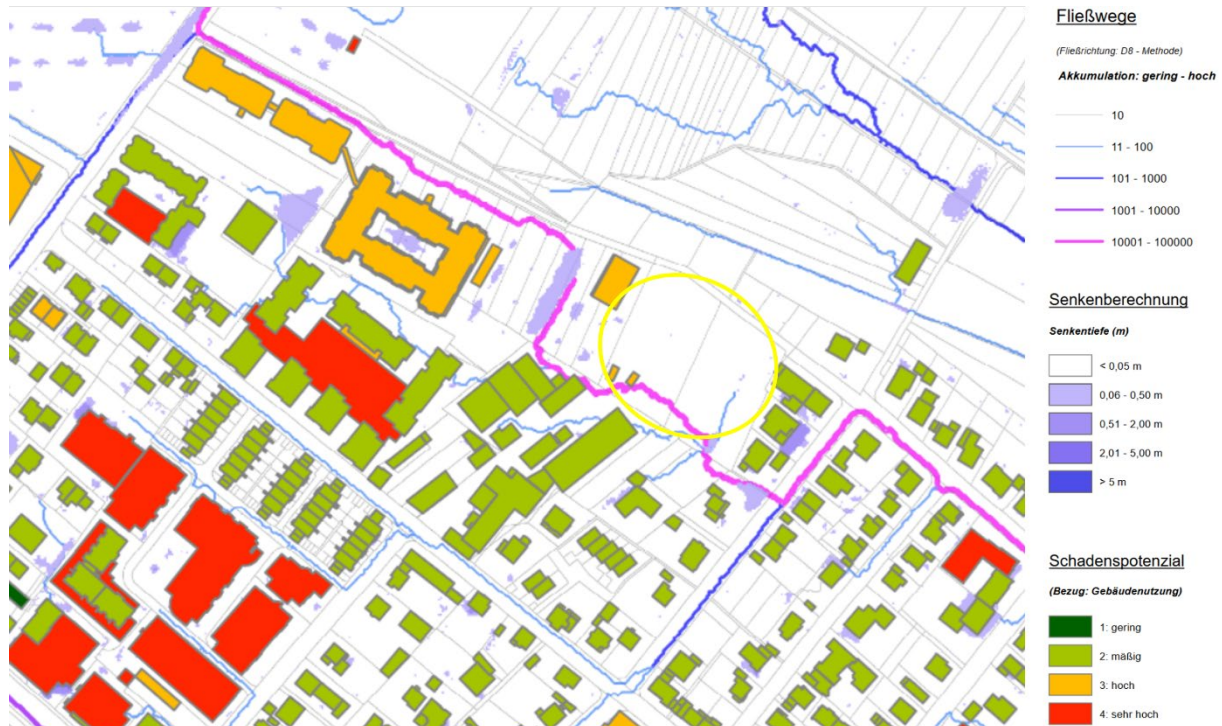 Fließwege
(Fließrichtung: D8 - Methode)
Akkumulation: gering - hoch
10
11 - 100
101 - 1000
1001 - 10000
10001 - 100000
Senkenberechnung
Senkentiefe (m)
< 0,05 m
0,06 - 0,50 m
0,51 - 2,00 m
2,01 - 5,00 m
> 5 m
Schadenspotenzial
(Bezug: Gebäudenutzung)
1: gering
2: mäßig
3: hoch
4: sehr hoch